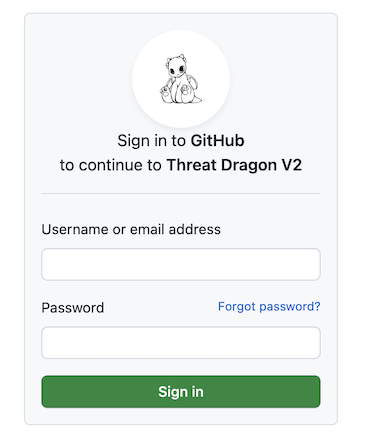 Sign in to GitHub
to continue to Threat Dragon V2
Username or email address
Password
Forgot password?
Sign in